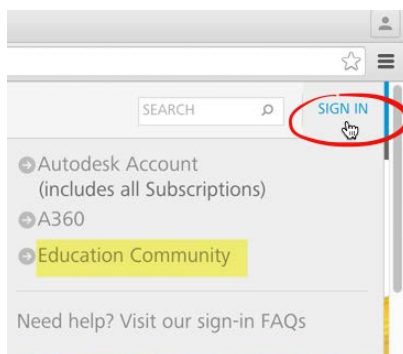 SEARCH
SIGN IN
Autodesk Account
(includes all Subscriptions)
A360
Education Community
Need help? Visit our sign-in FAQs